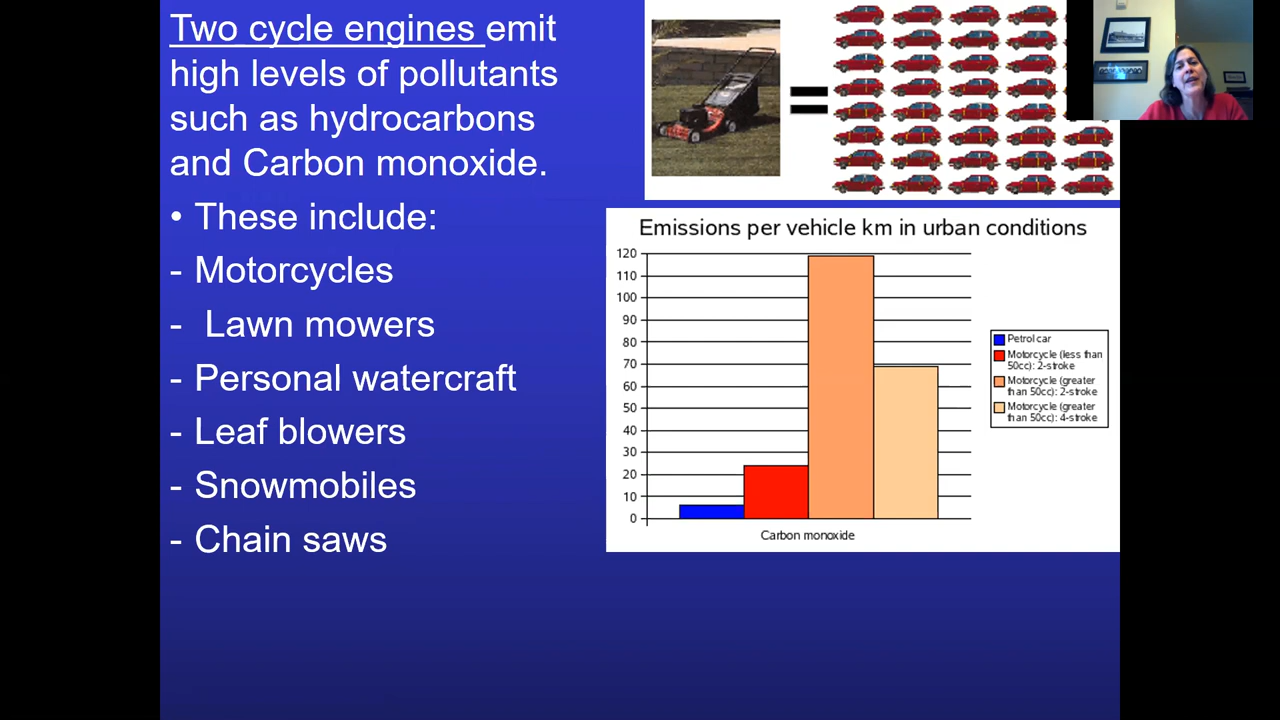 Two cycle engines emit
high levels of pollutants
such as hydrocarbons
and Carbon monoxide.
• These include:
- Motorcycles
- Lawn mowers
- Personal watercraft
- Leaf blowers
- Snowmobiles
- Chain saws
=
Emissions per vehicle km in urban conditions
120
110
100
90
80
70
60
50
40
30
20
10
0
Carbon monoxide
Petrol car
Motorcycle (less than
50cc): 2-stroke
Motorcycle (greater
than 50cc): 2-stroke
Motorcycle (greater
than 50cc): 4-stroke